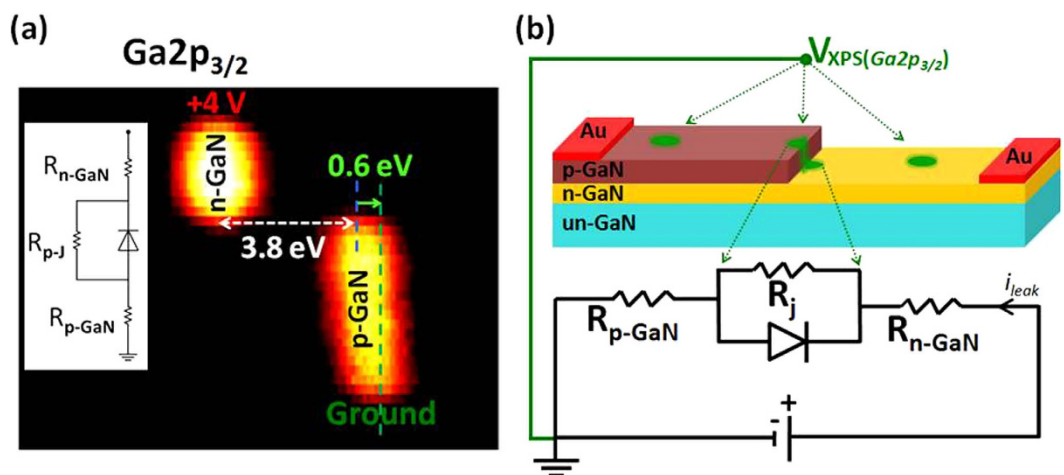 (a)
Ga2p3/2
+4 V
n-GaN
0.6 eV
3.8 eV
p-GaN
Ground
Rn-GaN
Rp-J
Rp-GaN
(b)
VXPS(Ga2p3/2)
Au
Au
p-GaN
n-GaN
un-GaN
Rj
Rp-GaN
Rn-GaN
ileak
- +